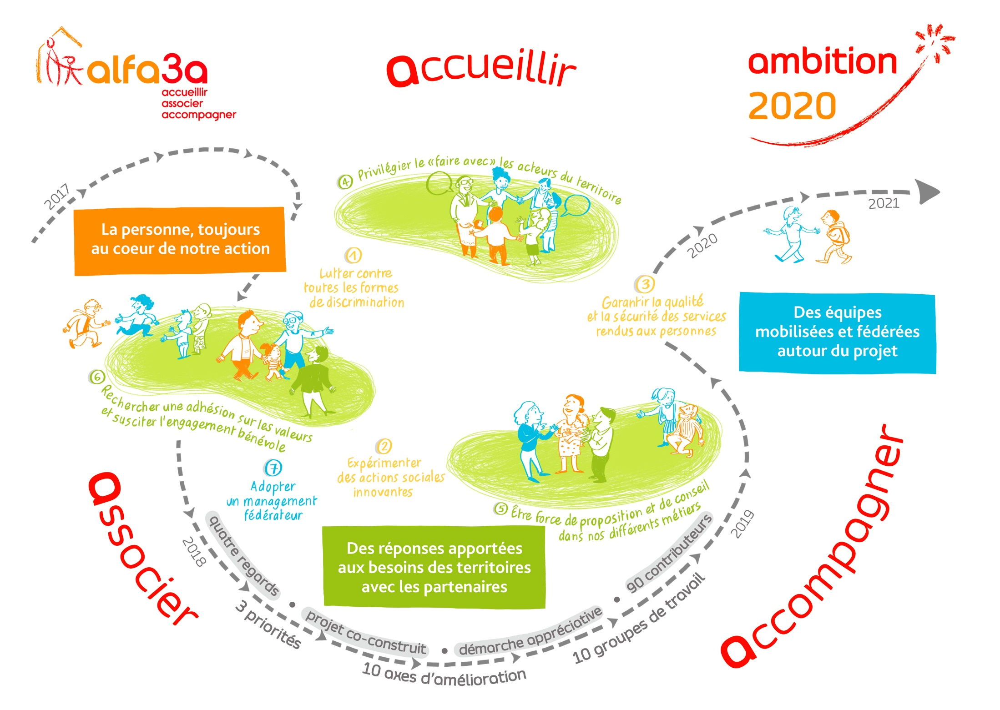 alfa3a
accueillir
associer
accompagner
accueillir
ambition
2020
2017
La personne, toujours
au coeur de notre action
④ Privilégier le «faire avec» les acteurs du territoire
① 
Lutter contre
toutes les formes
de discrimination
③
Garantir la qualité
et la sécurité des services
rendus aux personnes
2020
2021
Des équipes
mobilisées et fédérées
autour du projet
⑥ Rechercher une adhésion sur les valeurs
et susciter l'engagement bénévole
②
Expérimenter
des actions sociales
innovantes
⑦
Adopter
un management
fédérateur
⑤ Être force de proposition et de conseil
dans nos différents métiers
Des réponses apportées
aux besoins des territoires
avec les partenaires
associer
accompagner
2018
2019
quatre regards • projet co-construit • démarche appréciative • 90 contributeurs
3 priorités
10 axes d'amélioration
10 groupes de travail